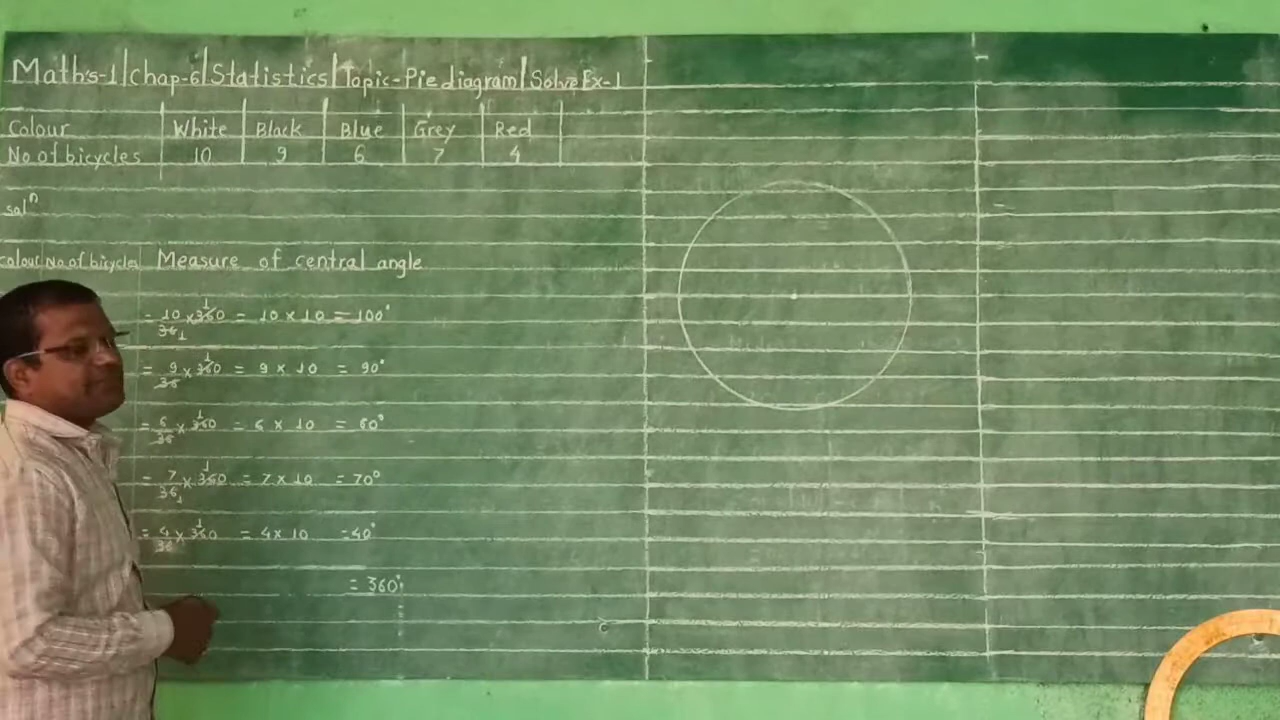 Maths-1/chap-6/Statistics/Topic-Pie diagram/Solve Ex-1
Colour White Black Blue Grey Red
No of bicycles 10 9 6 7 4
solⁿ
colour No. of bicycles Measure of central angle
= 10/36 × 360 = 10 × 10 = 100°
= 9/36 × 360 = 9 × 10 = 90°
= 6/36 × 360 = 6 × 10 = 60°
= 7/36 × 360 = 7 × 10 = 70°
= 4/36 × 360 = 4 × 10 = 40°
= 360°